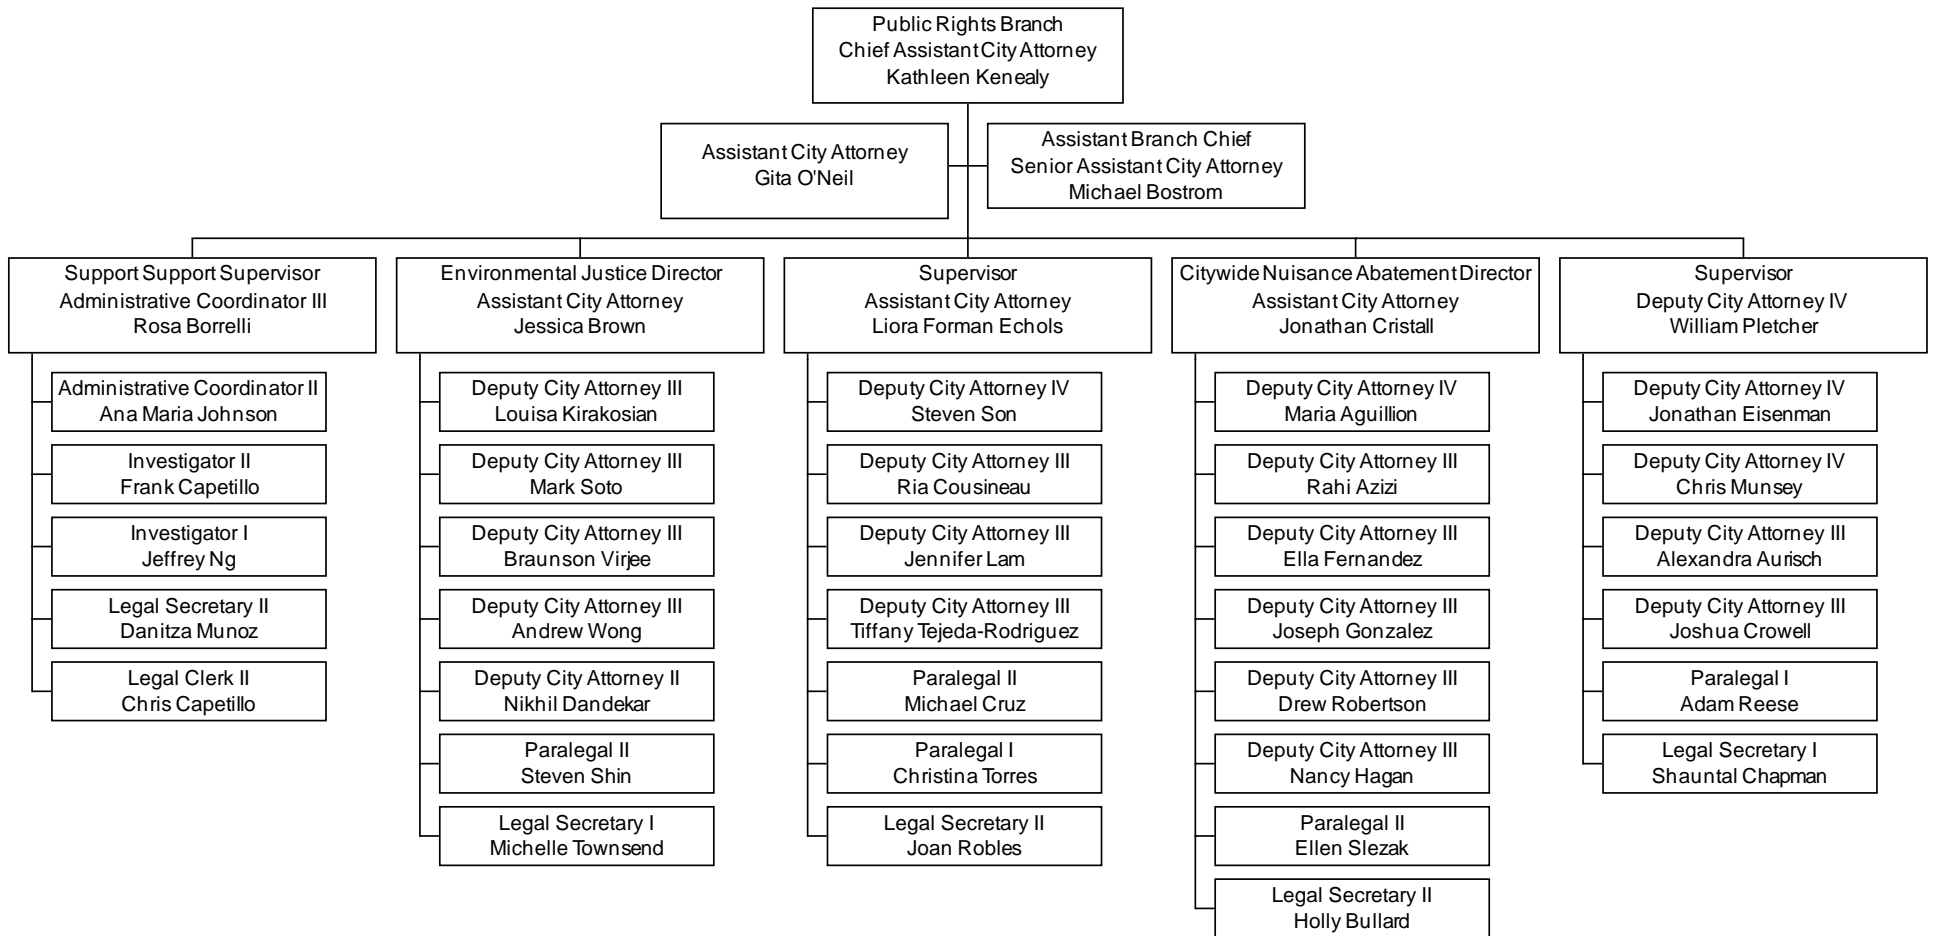 Public Rights Branch
Chief Assistant City Attorney
Kathleen Kenealy
Assistant City Attorney
Gita O'Neil
Assistant Branch Chief
Senior Assistant City Attorney
Michael Bostrom
Support Support Supervisor
Administrative Coordinator III
Rosa Borrelli
Administrative Coordinator II
Ana Maria Johnson
Investigator II
Frank Capetillo
Investigator I
Jeffrey Ng
Legal Secretary II
Danitza Munoz
Legal Clerk II
Chris Capetillo
Environmental Justice Director
Assistant City Attorney
Jessica Brown
Deputy City Attorney III
Louisa Kirakosian
Deputy City Attorney III
Mark Soto
Deputy City Attorney III
Braunson Virjee
Deputy City Attorney III
Andrew Wong
Deputy City Attorney II
Nikhil Dandekar
Paralegal II
Steven Shin
Legal Secretary I
Michelle Townsend
Supervisor
Assistant City Attorney
Liora Forman Echols
Deputy City Attorney IV
Steven Son
Deputy City Attorney III
Ria Cousineau
Deputy City Attorney III
Jennifer Lam
Deputy City Attorney III
Tiffany Tejeda-Rodriguez
Paralegal II
Michael Cruz
Paralegal I
Christina Torres
Legal Secretary II
Joan Robles
Citywide Nuisance Abatement Director
Assistant City Attorney
Jonathan Cristall
Deputy City Attorney IV
Maria Aguillion
Deputy City Attorney III
Rahi Azizi
Deputy City Attorney III
Ella Fernandez
Deputy City Attorney III
Joseph Gonzalez
Deputy City Attorney III
Drew Robertson
Deputy City Attorney III
Nancy Hagan
Paralegal II
Ellen Slezak
Legal Secretary II
Holly Bullard
Supervisor
Deputy City Attorney IV
William Pletcher
Deputy City Attorney IV
Jonathan Eisenman
Deputy City Attorney IV
Chris Munsey
Deputy City Attorney III
Alexandra Aurisch
Deputy City Attorney III
Joshua Crowell
Paralegal I
Adam Reese
Legal Secretary I
Shauntal Chapman